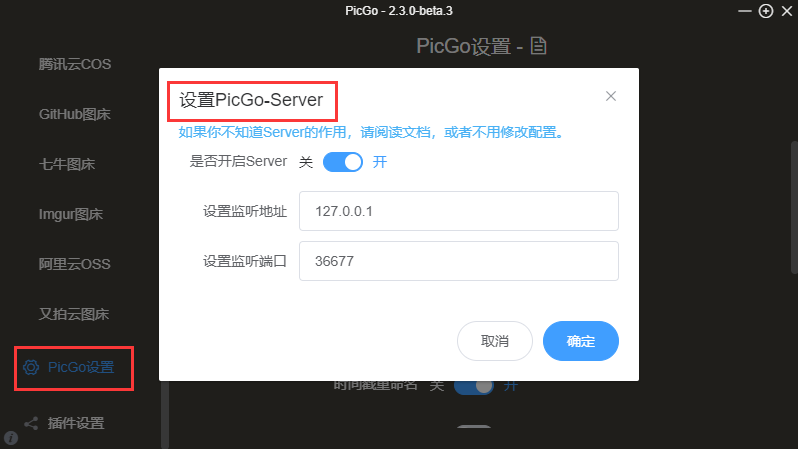 PicGo - 2.3.0-beta.3
PicGo设置 -
腾讯云COS
GitHub图床
七牛图床
Imgur图床
阿里云OSS
又拍云图床
PicGo设置
插件设置
设置PicGo-Server
如果你不知道Server的作用，请阅读文档，或者不用修改配置。
是否开启Server 关 开
设置监听地址 127.0.0.1
设置监听端口 36677
取消 确定
时间戳重命名 关 开